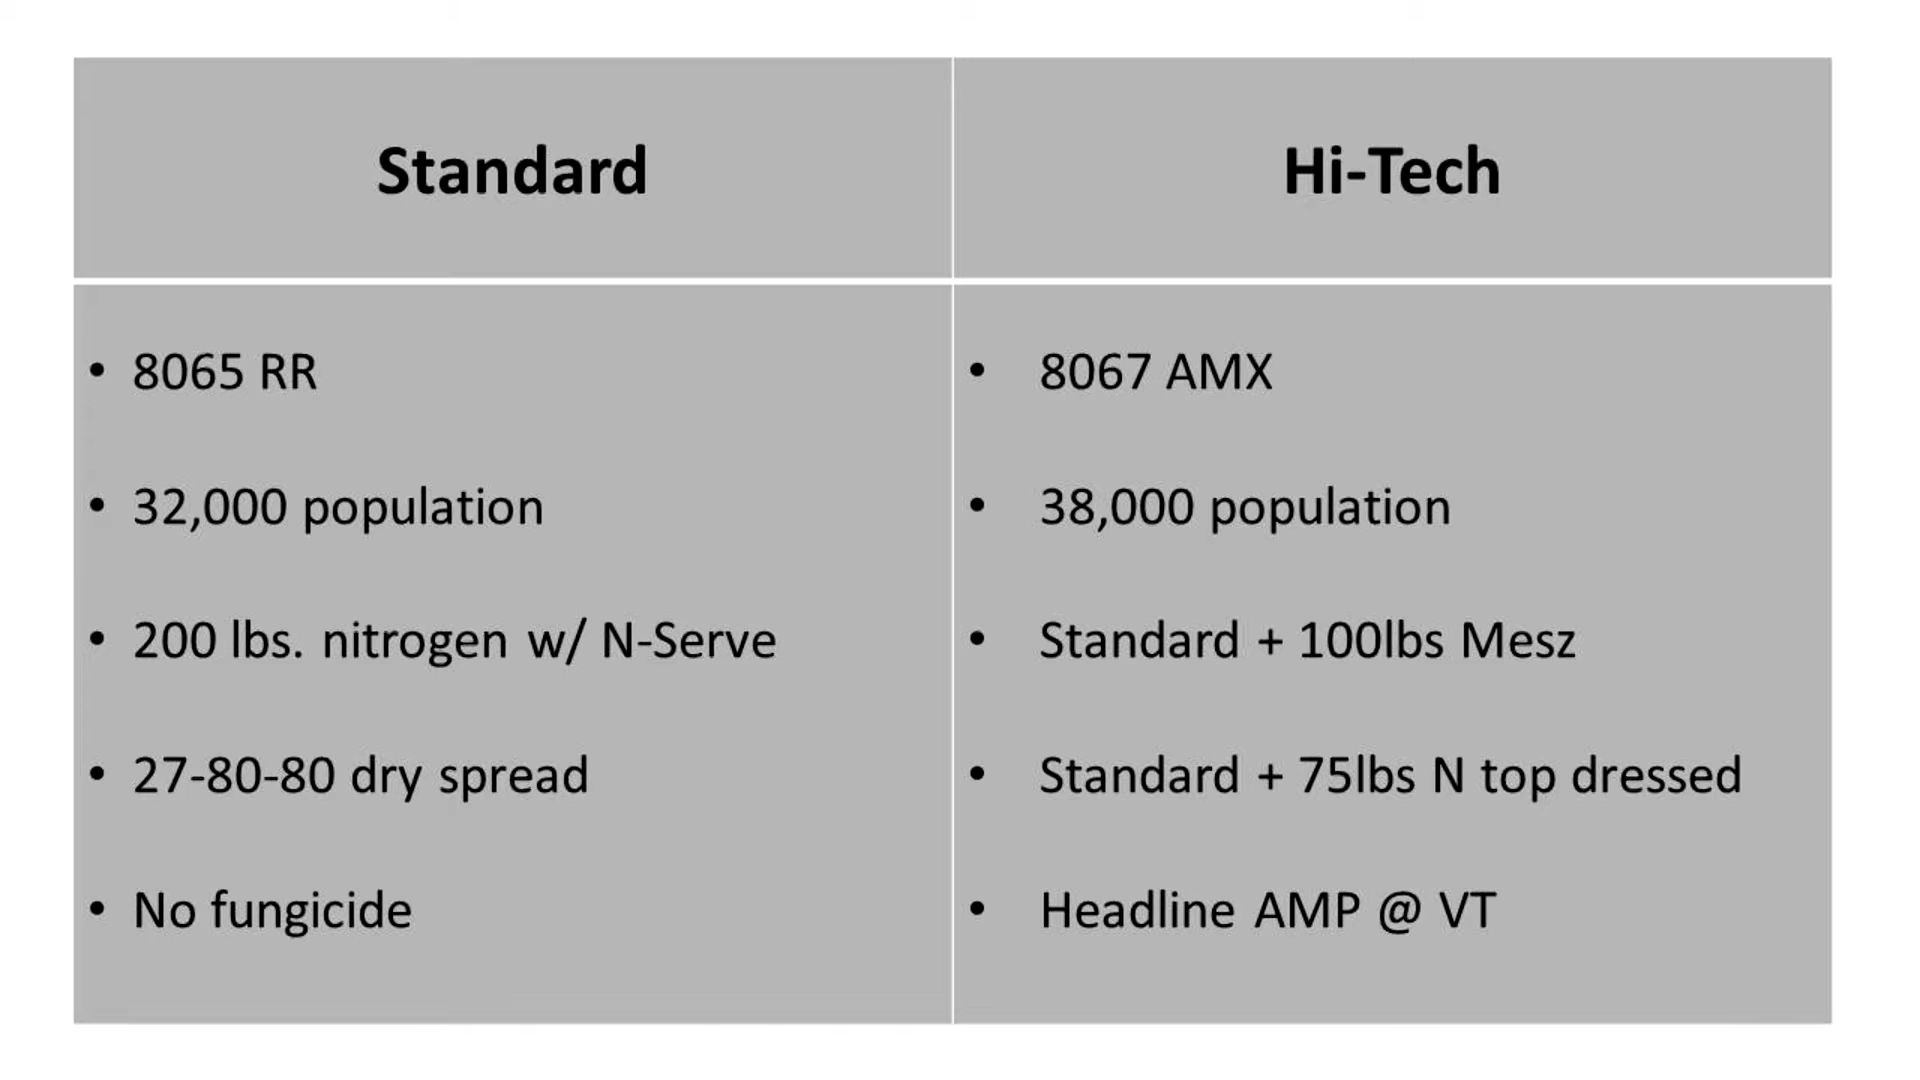 Standard
Hi-Tech
• 8065 RR
• 32,000 population
• 200 lbs. nitrogen w/ N-Serve
• 27-80-80 dry spread
• No fungicide
• 8067 AMX
• 38,000 population
• Standard + 100lbs Mesz
• Standard + 75lbs N top dressed
• Headline AMP @ VT